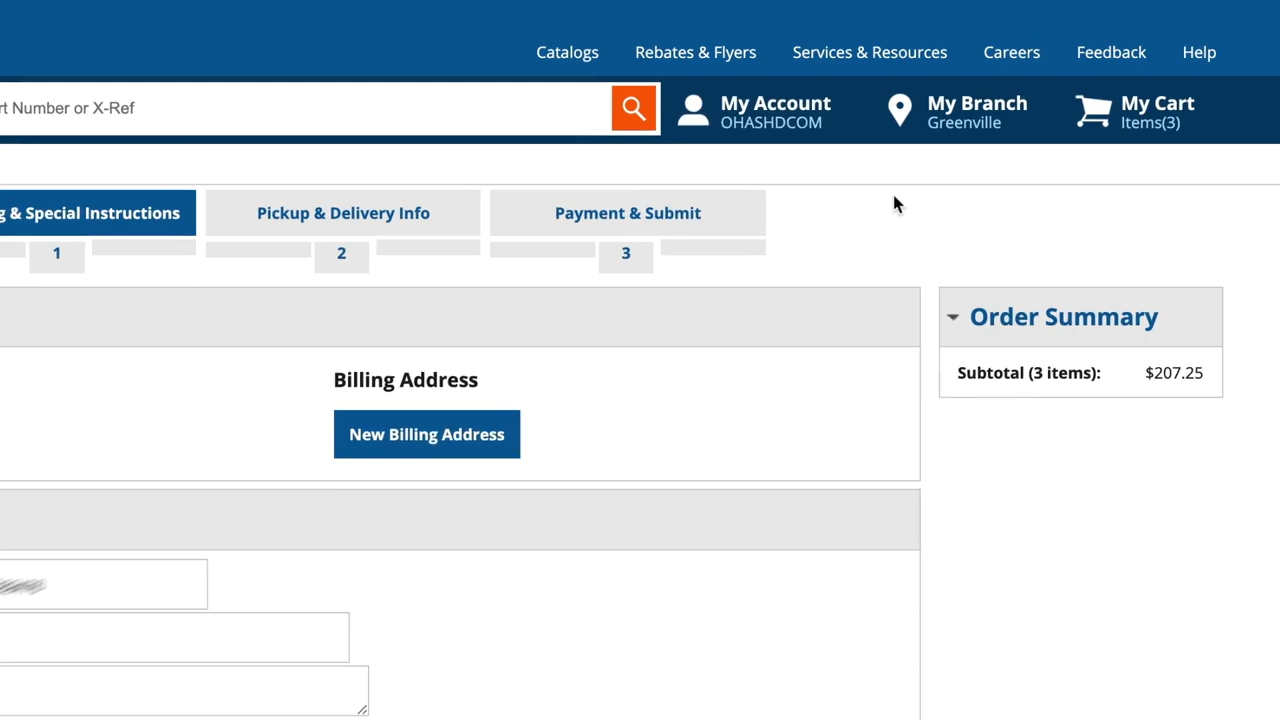 Catalogs Rebates & Flyers Services & Resources Careers Feedback Help
rt Number or X-Ref
My Account
OHASHDCOM
My Branch
Greenville
My Cart
Items(3)
g & Special Instructions
Pickup & Delivery Info
Payment & Submit
1
2
3
Order Summary
Subtotal (3 items): $207.25
Billing Address
New Billing Address